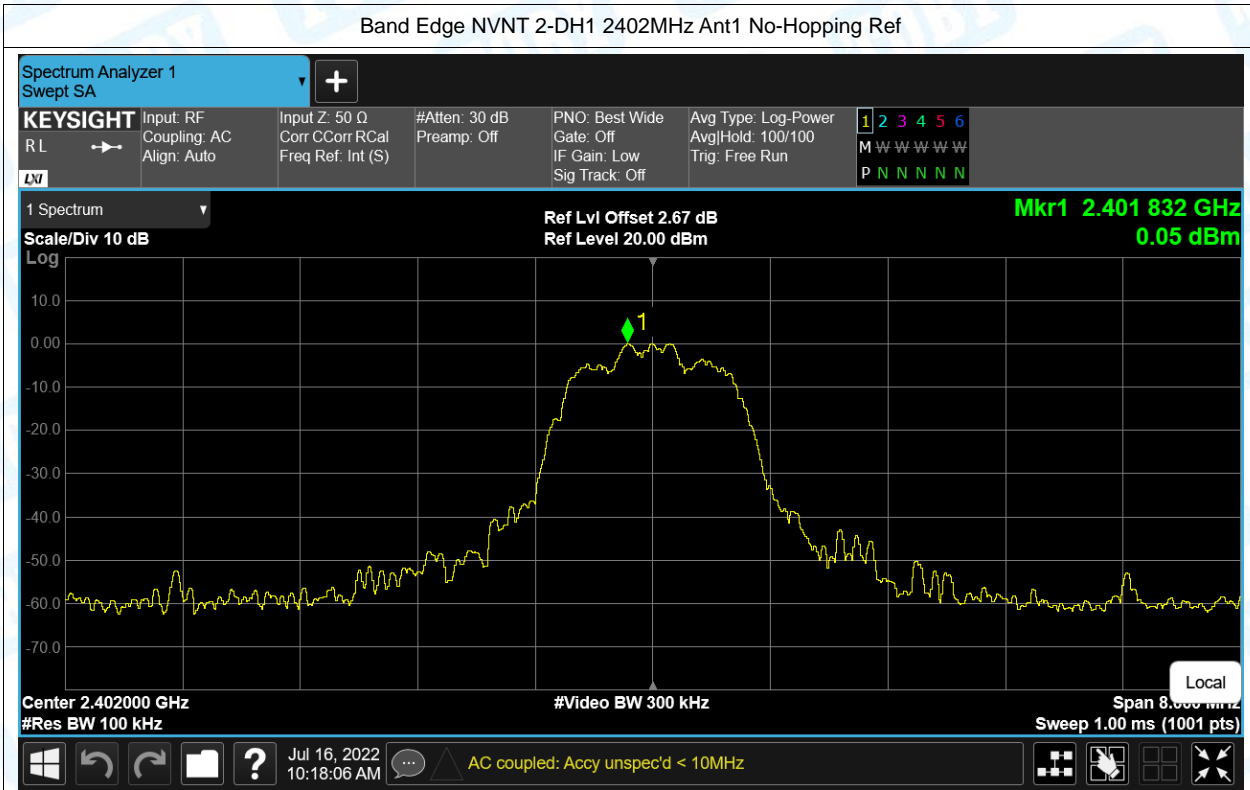 Band Edge NVNT 2-DH1 2402MHz Ant1 No-Hopping Ref
Spectrum Analyzer 1
Swept SA
KEYSIGHT
R L
LXI
Input: RF
Coupling: AC
Align: Auto
Input Z: 50 Ω
Corr CCorr RCal
Freq Ref: Int (S)
#Atten: 30 dB
Preamp: Off
PNO: Best Wide
Gate: Off
IF Gain: Low
Sig Track: Off
Avg Type: Log-Power
Avg|Hold: 100/100
Trig: Free Run
1 2 3 4 5 6
M W W W W W
P N N N N N
1 Spectrum
Scale/Div 10 dB
Ref Lvl Offset 2.67 dB
Ref Level 20.00 dBm
Mkr1 2.401 832 GHz
0.05 dBm
Log
10.0
0.00
-10.0
-20.0
-30.0
-40.0
-50.0
-60.0
-70.0
1
Local
Center 2.402000 GHz
#Video BW 300 kHz
Span 8.000 MHz
#Res BW 100 kHz
Sweep 1.00 ms (1001 pts)
?
Jul 16, 2022
10:18:06 AM
AC coupled: Accy unspec'd < 10MHz